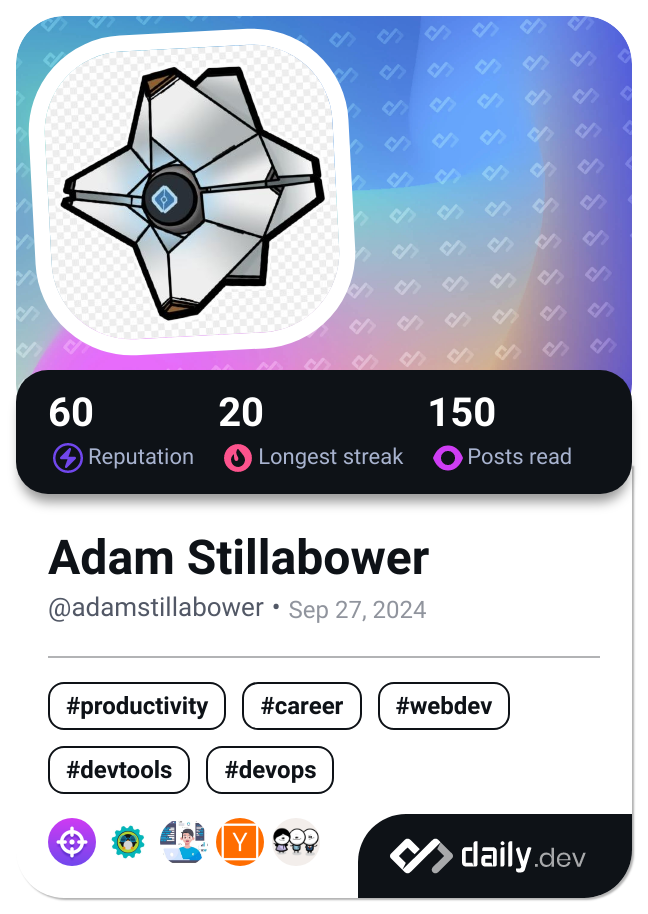 60 20 150
Reputation Longest streak Posts read
Adam Stillabower
@adamstillabower • Sep 27, 2024
#productivity #career #webdev
#devtools #devops
Y
daily.dev